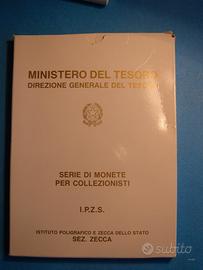 MINISTERO DEL TESORO
DIREZIONE GENERALE DEL TESORO
SERIE DI MONETE
PER COLLEZIONISTI
I.P.Z.S.
ISTITUTO POLIGRAFICO E ZECCA DELLO STATO
SEZ. ZECCA
subito